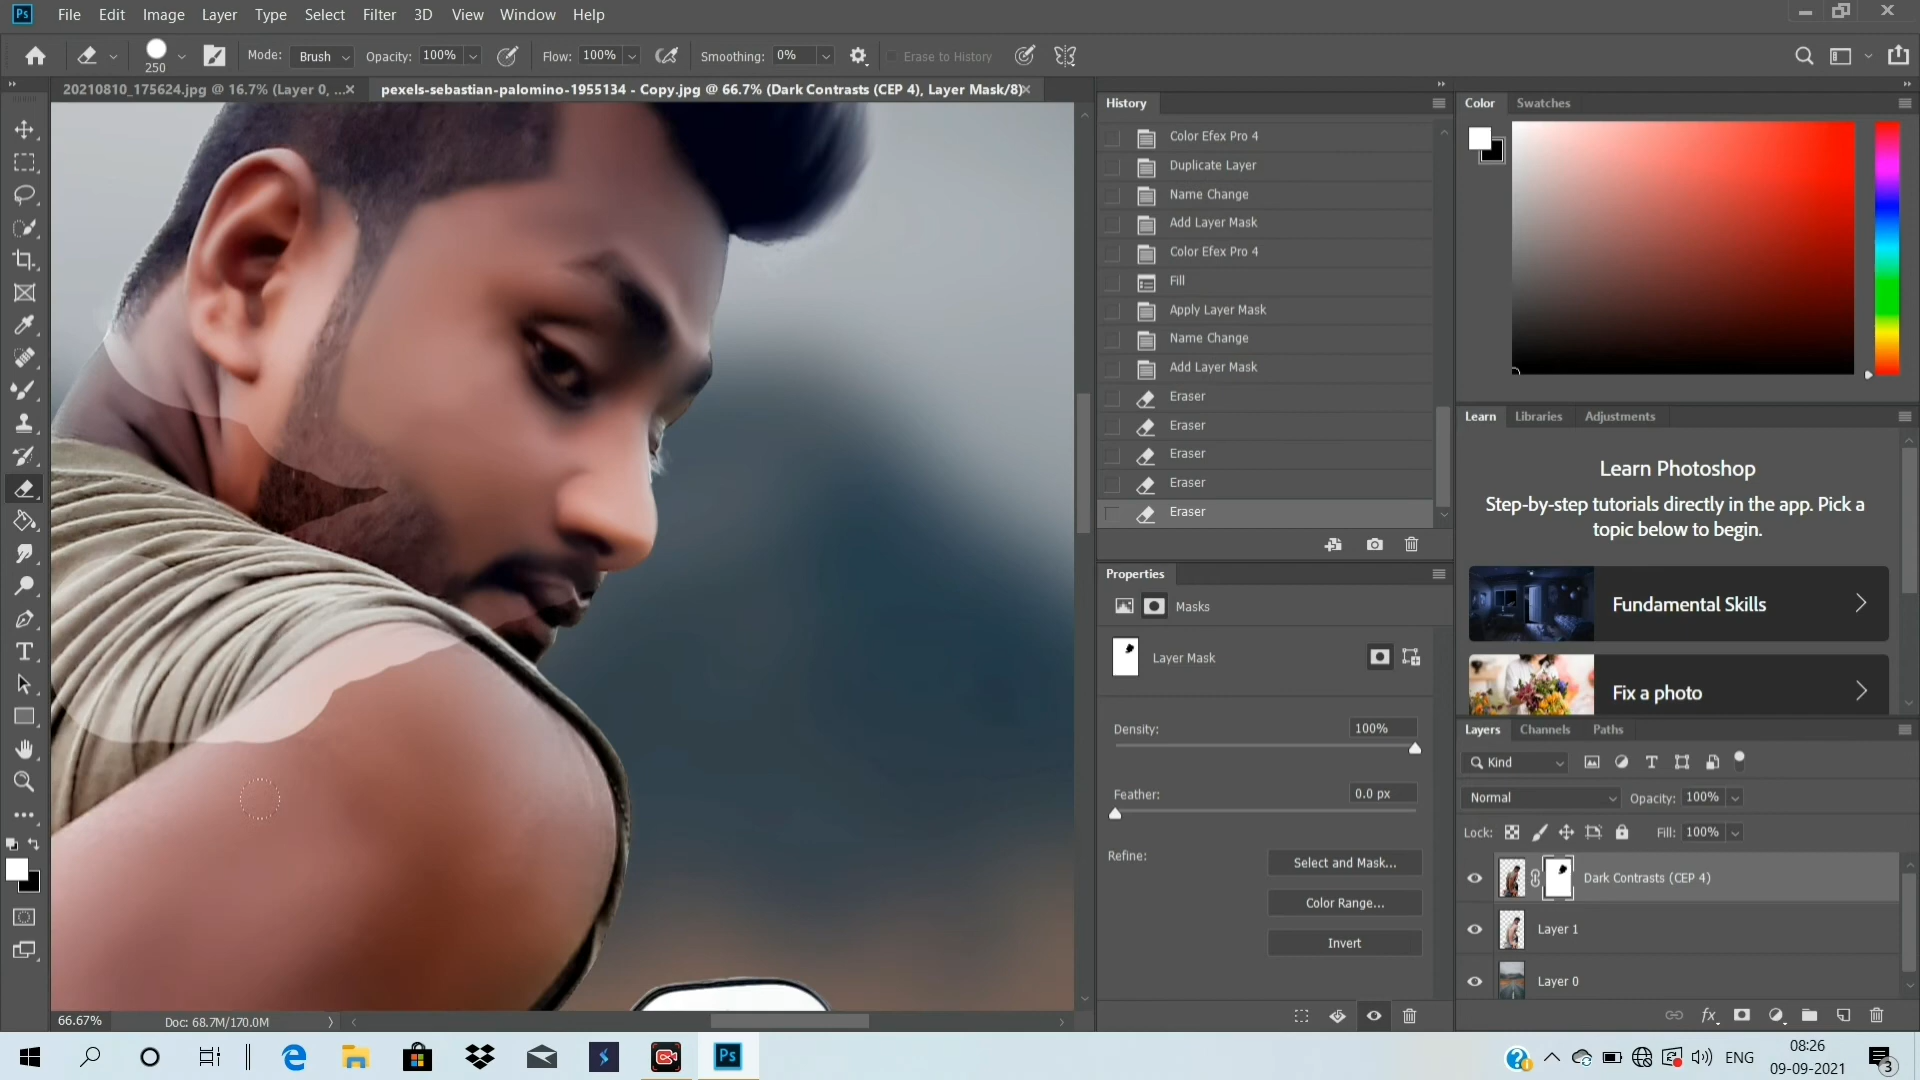 Ps File Edit Image Layer Type Select Filter 3D View Window Help
250 Mode: Brush Opacity: 100% Flow: 100% Smoothing: 0% Erase to History
20210810_175624.jpg @ 16.7% (Layer 0, ... pexels-sebastian-palomino-1955134 - Copy.jpg @ 66.7% (Dark Contrasts (CEP 4), Layer Mask/8)
History
Color Efex Pro 4
Duplicate Layer
Name Change
Add Layer Mask
Color Efex Pro 4
Fill
Apply Layer Mask
Name Change
Add Layer Mask
Eraser
Eraser
Eraser
Eraser
Eraser
Properties
Masks
Layer Mask
Density: 100%
Feather: 0.0 px
Refine: Select and Mask...
Color Range...
Invert
Color Swatches
Learn Libraries Adjustments
Learn Photoshop
Step-by-step tutorials directly in the app. Pick a
topic below to begin.
Fundamental Skills
Fix a photo
Layers Channels Paths
Kind
Normal Opacity: 100%
Lock: Fill: 100%
Dark Contrasts (CEP 4)
Layer 1
Layer 0
fx
66.67% Doc: 68.7M/170.0M
Ps
ENG
08:26
09-09-2021
3